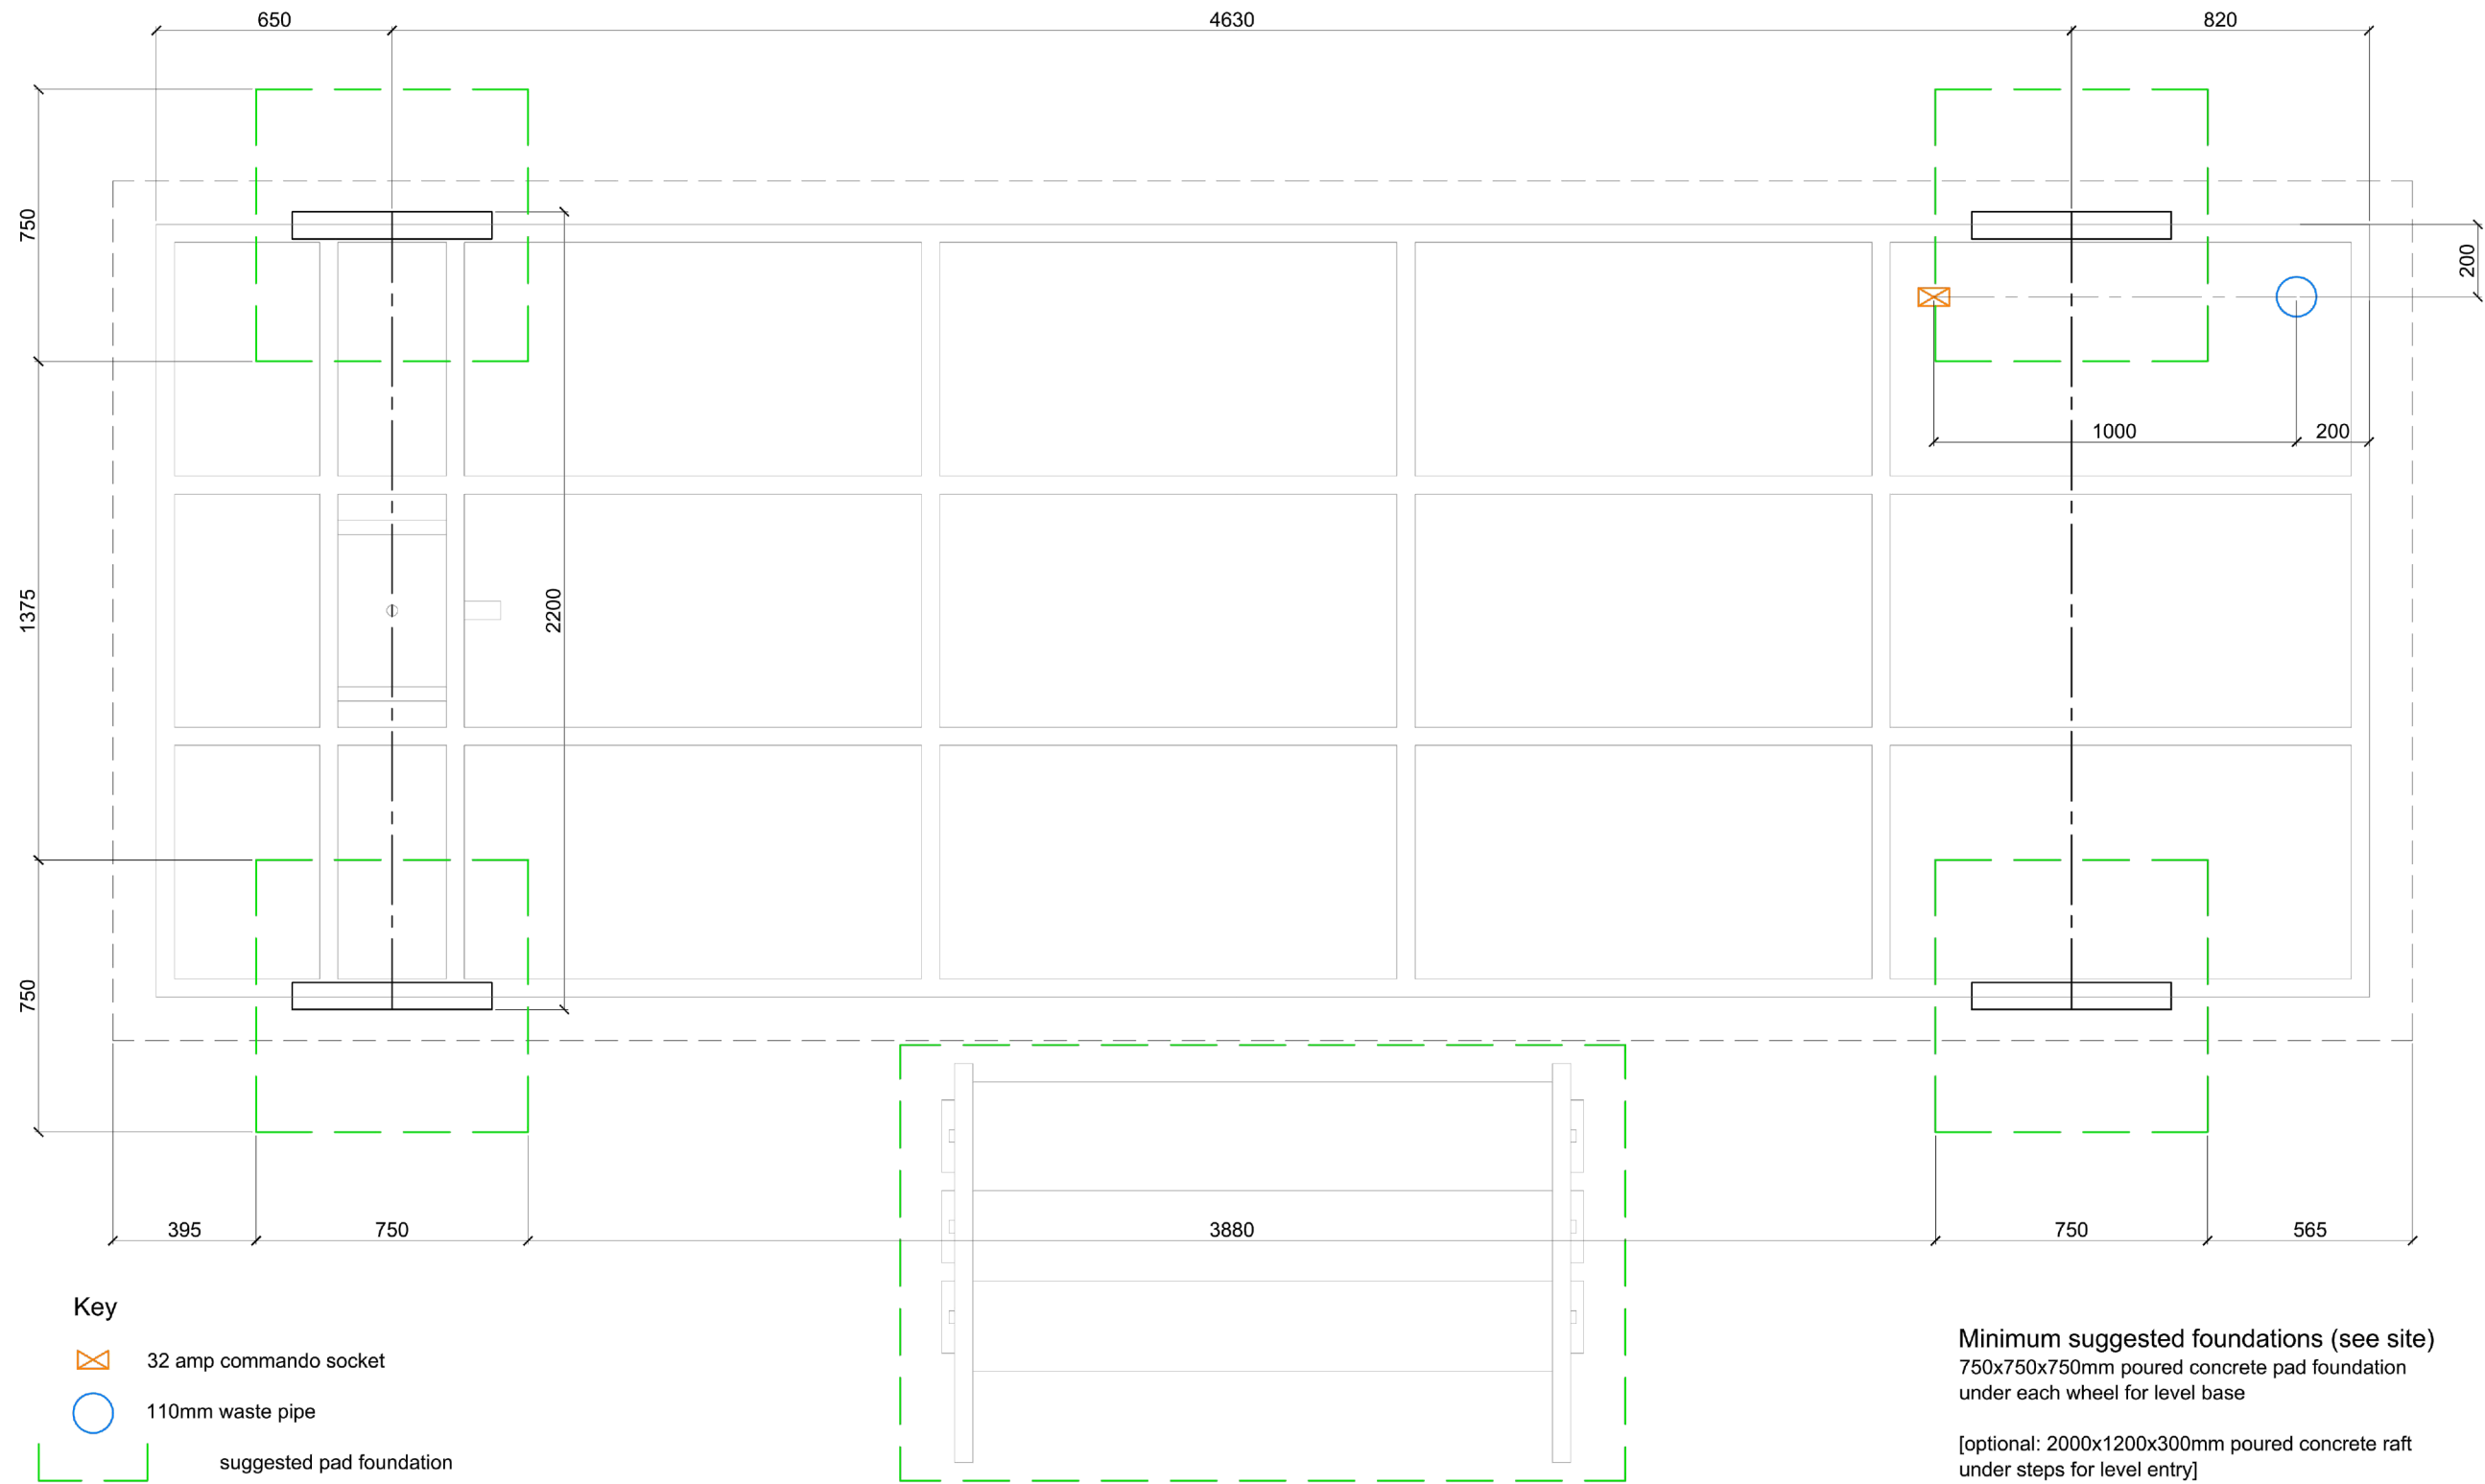 650
4630
820
750
200
1000
200
1375
2200
750
395
750
3880
750
565
Key
32 amp commando socket
110mm waste pipe
suggested pad foundation
Minimum suggested foundations (see site)
750x750x750mm poured concrete pad foundation
under each wheel for level base
[optional: 2000x1200x300mm poured concrete raft
under steps for level entry]